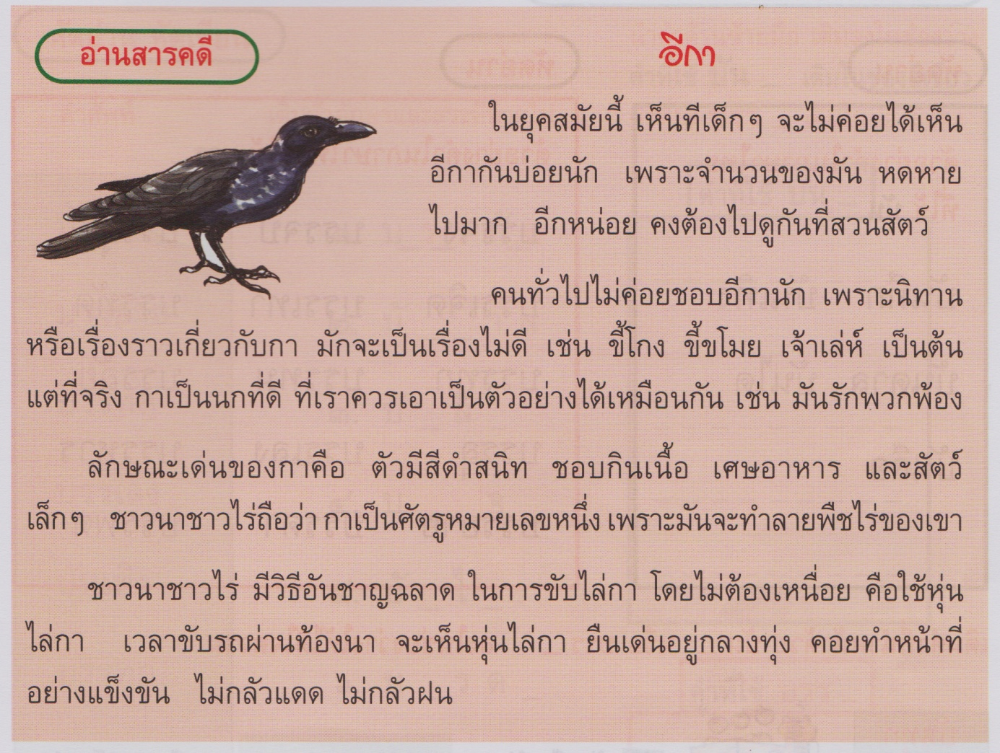 อ่านสารคดี
อีกา
ในยุคสมัยนี้ เห็นทีเด็กๆ จะไม่ค่อยได้เห็น
อีกากันบ่อยนัก เพราะจำนวนของมัน หดหาย
ไปมาก อีกหน่อย คงต้องไปดูกันที่สวนสัตว์
คนทั่วไปไม่ค่อยชอบอีกานัก เพราะนิทาน
หรือเรื่องราวเกี่ยวกับกา มักจะเป็นเรื่องไม่ดี เช่น ขี้โกง ขี้ขโมย เจ้าเล่ห์ เป็นต้น
แต่ที่จริง กาเป็นนกที่ดี ที่เราควรเอาเป็นตัวอย่างได้เหมือนกัน เช่น มันรักพวกพ้อง
ลักษณะเด่นของกาคือ ตัวมีสีดำสนิท ชอบกินเนื้อ เศษอาหาร และสัตว์
เล็กๆ ชาวนาชาวไร่ถือว่า กาเป็นศัตรูหมายเลขหนึ่ง เพราะมันจะทำลายพืชไร่ของเขา
ชาวนาชาวไร่ มีวิธีอันชาญฉลาด ในการขับไล่กา โดยไม่ต้องเหนื่อย คือใช้หุ่น
ไล่กา เวลาขับรถผ่านท้องนา จะเห็นหุ่นไล่กา ยืนเด่นอยู่กลางทุ่ง คอยทำหน้าที่
อย่างแข็งขัน ไม่กลัวแดด ไม่กลัวฝน